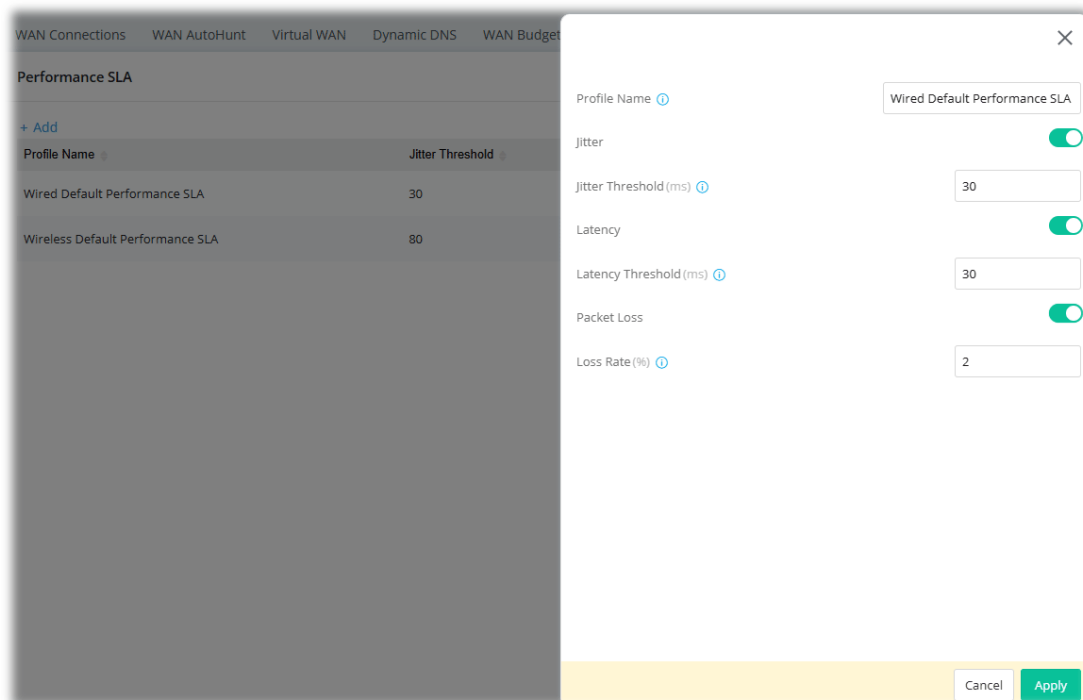 WAN Connections WAN AutoHunt Virtual WAN Dynamic DNS WAN Budget
Performance SLA
+ Add
Profile Name Jitter Threshold
Wired Default Performance SLA 30
Wireless Default Performance SLA 80
Profile Name Wired Default Performance SLA
Jitter
Jitter Threshold (ms) 30
Latency
Latency Threshold (ms) 30
Packet Loss
Loss Rate (%) 2
Cancel Apply